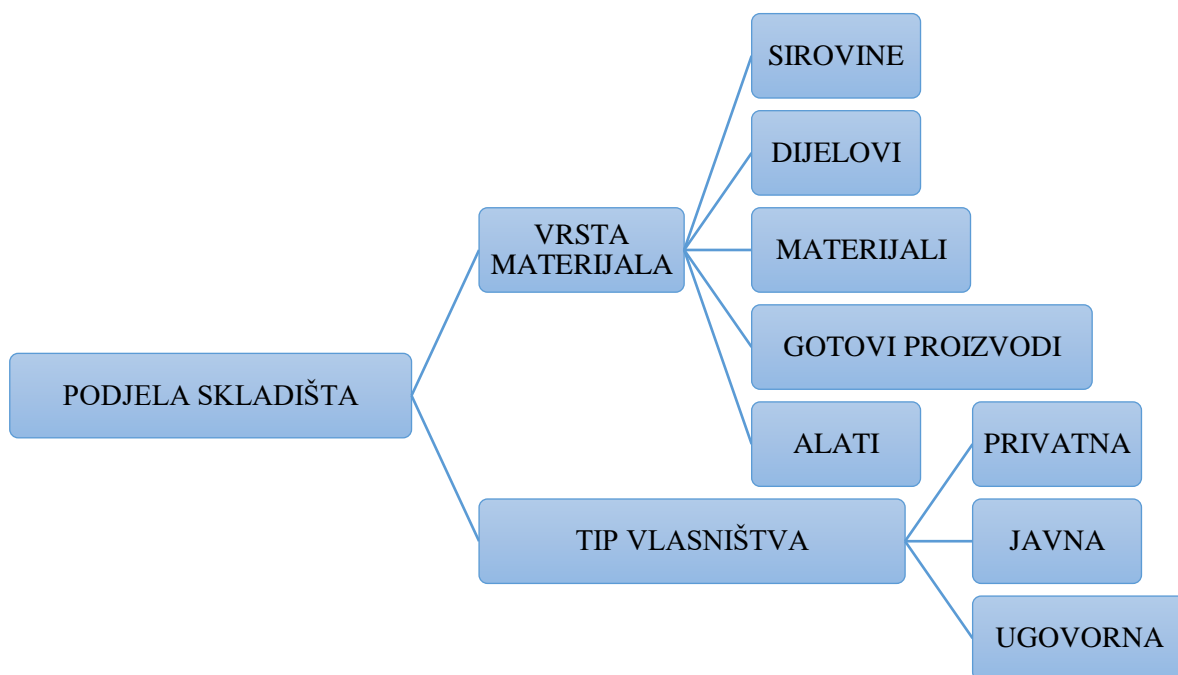 PODJELA SKLADIŠTA
VRSTA
MATERIJALA
SIROVINE
DIJELOVI
MATERIJALI
GOTOVI PROIZVODI
ALATI
TIP VLASNIŠTVA
PRIVATNA
JAVNA
UGOVORNA